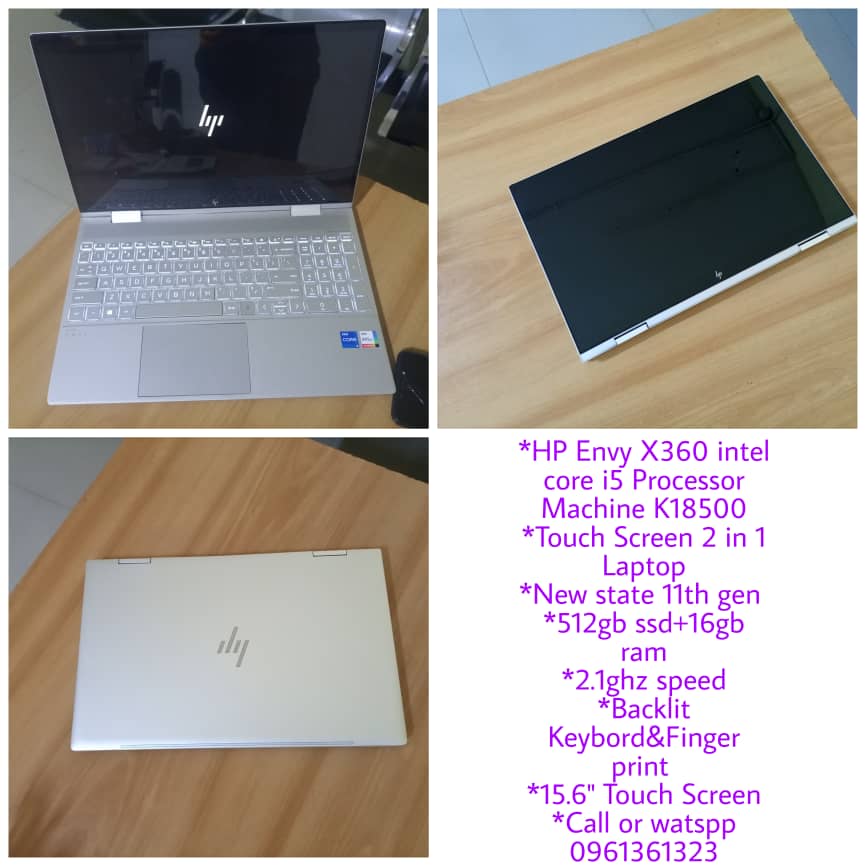 *HP Envy X360 intel
core i5 Processor
Machine K18500
*Touch Screen 2 in 1
Laptop
*New state 11th gen
*512gb ssd+16gb
ram
*2.1ghz speed
*Backlit
Keybord&Finger
print
*15.6" Touch Screen
*Call or watspp
0961361323